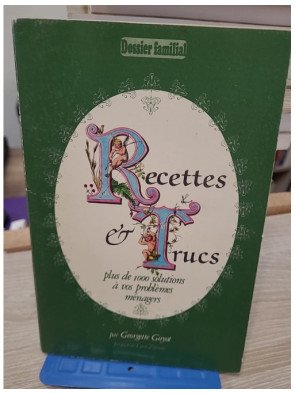 Dossier familial
Recettes
& Trucs
plus de 1000 solutions
à vos problèmes
ménagers
par Georgette Guyot